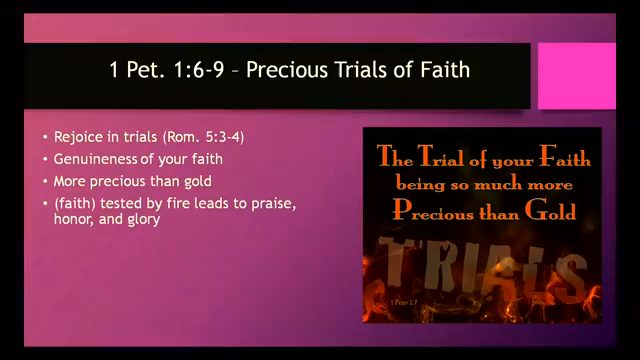 1 Pet. 1:6-9 – Precious Trials of Faith
• Rejoice in trials (Rom. 5:3-4)
• Genuineness of your faith
• More precious than gold
• (faith) tested by fire leads to praise,
honor, and glory
The Trial of your Faith
being so much more
Precious than Gold
TRIALS
1 Peter 1:7